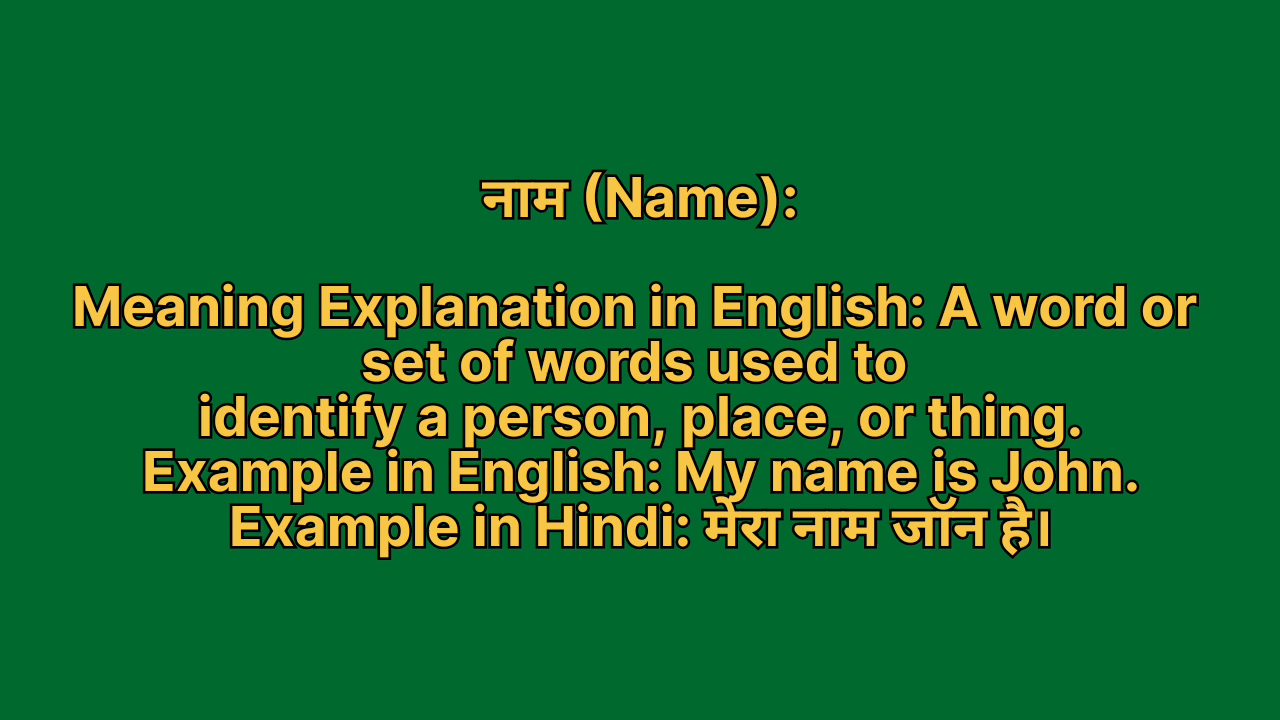 नाम (Name):
Meaning Explanation in English: A word or
set of words used to
identify a person, place, or thing.
Example in English: My name is John.
Example in Hindi: मेरा नाम जॉन है।